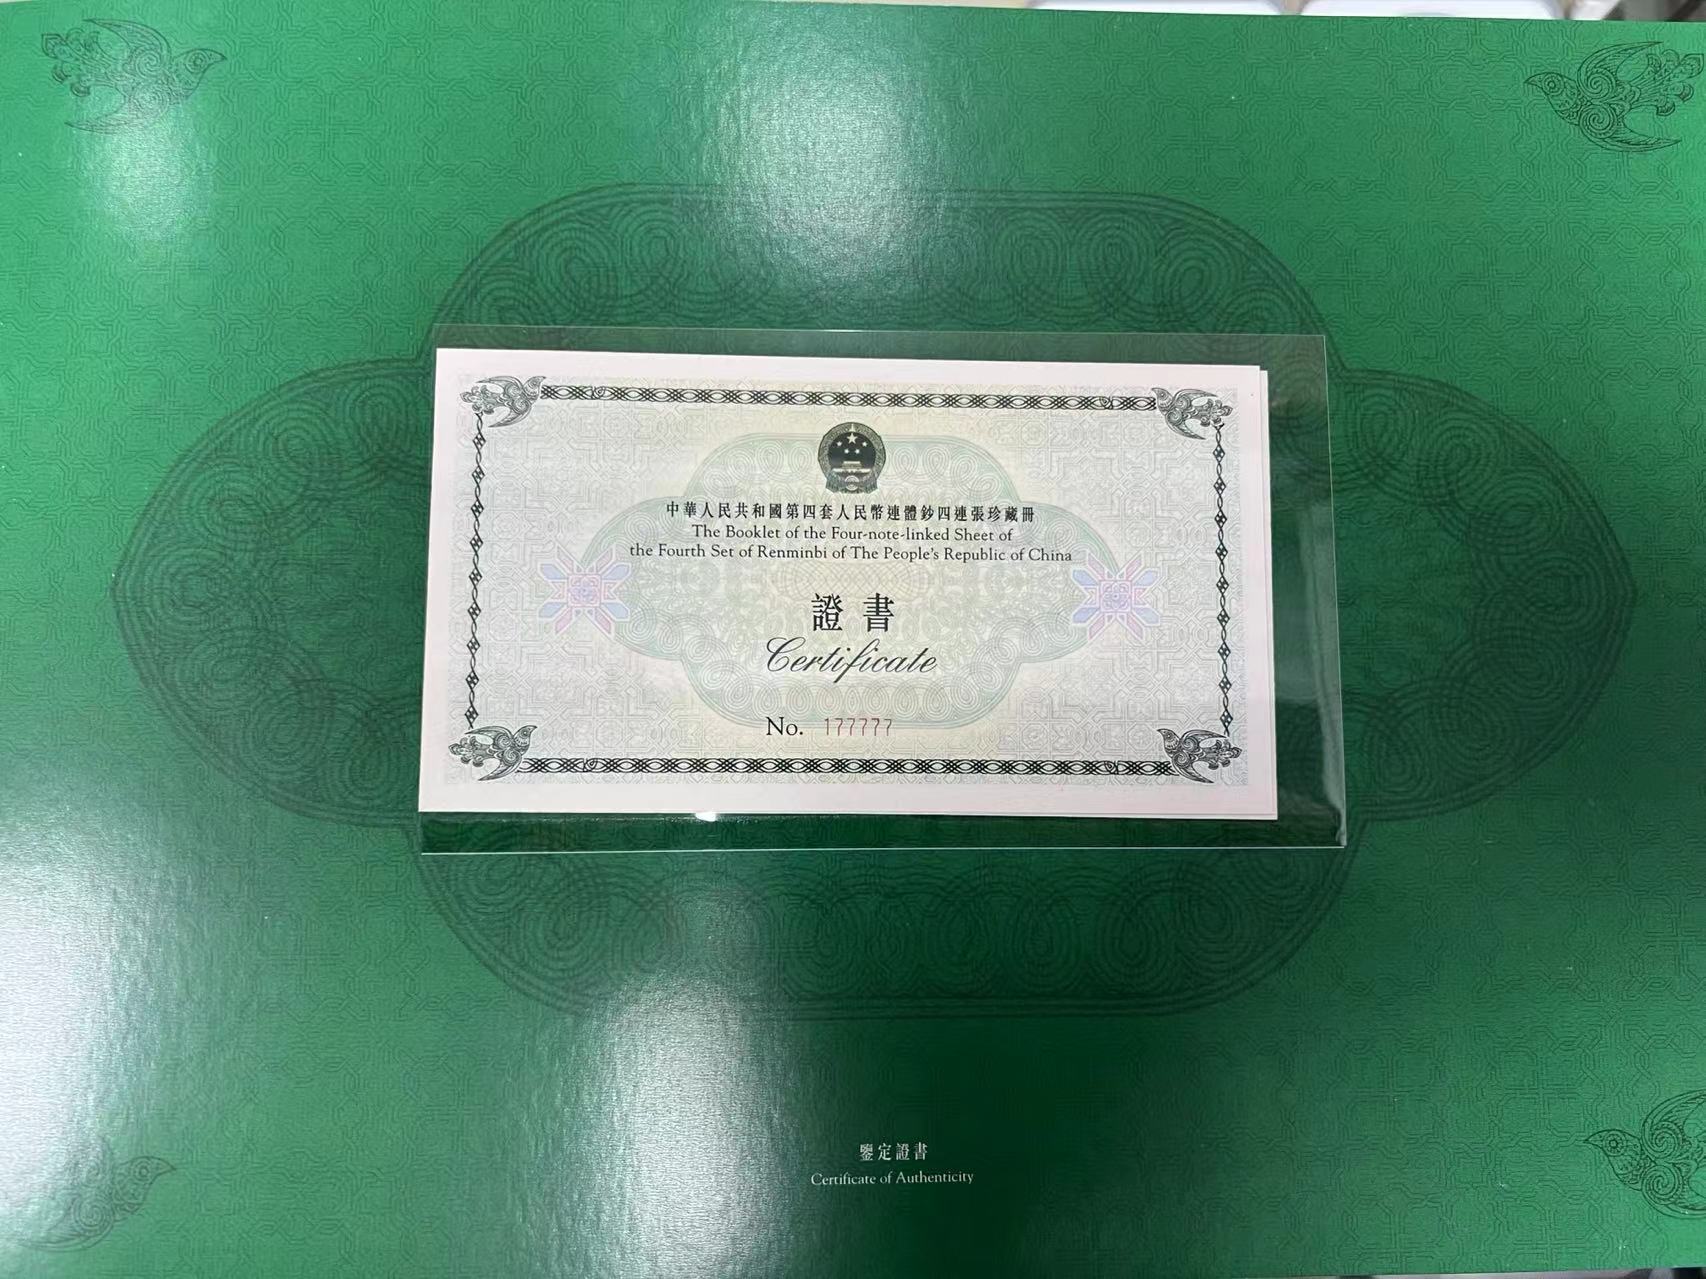 中華人民共和國第四套人民幣連體鈔四連張珍藏冊
The Booklet of the Four-note-linked Sheet of
the Fourth Set of Renminbi of The People's Republic of China
證書
Certificate
No. 177777
鑒定證書
Certificate of Authenticity